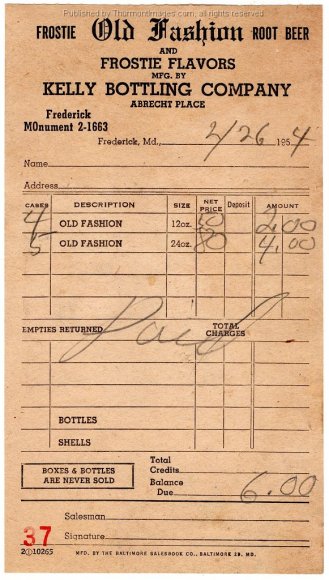 Published by Thurmontimages.com, all rights reserved
FROSTIE Old Fashion ROOT BEER
AND
FROSTIE FLAVORS
MFG. BY
KELLY BOTTLING COMPANY
ABRECHT PLACE
Frederick
MOnument 2-1663
Frederick, Md., 2/26 1954
Name
Address
CASES DESCRIPTION SIZE NET PRICE Deposit AMOUNT
4 OLD FASHION 12oz. 2.00
5 OLD FASHION 24oz. 80 4.00
Paid
EMPTIES RETURNED TOTAL CHARGES
BOTTLES
SHELLS
BOXES & BOTTLES ARE NEVER SOLD
Total Credits
Balance Due 6.00
Salesman
37 Signature
2 10265 MFG. BY THE BALTIMORE SALESBOOK CO., BALTIMORE 29, MD.